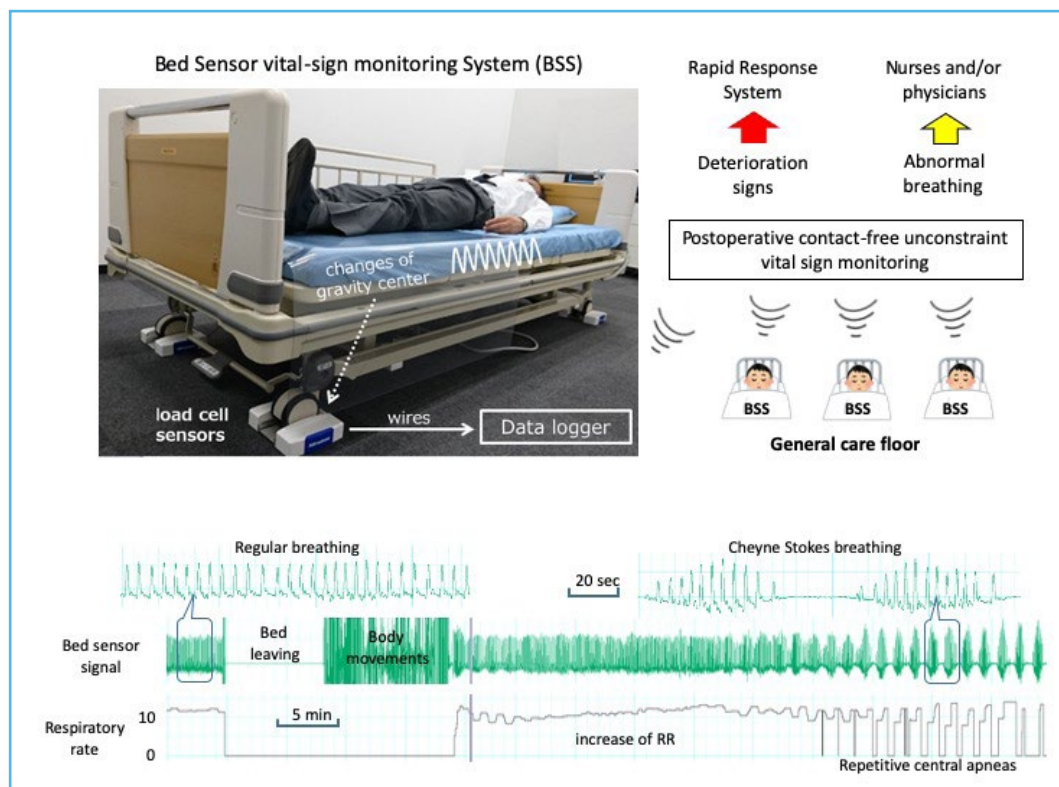 Bed Sensor vital-sign monitoring System (BSS)
changes of
gravity center
load cell
sensors
wires
Data logger
Rapid Response
System
Nurses and/or
physicians
Deterioration
signs
Abnormal
breathing
Postoperative contact-free unconstraint
vital sign monitoring
BSS
BSS
BSS
General care floor
Regular breathing
20 sec
Cheyne Stokes breathing
Bed sensor
signal
Bed
leaving
Body
movements
Respiratory
rate
10
0
5 min
increase of RR
Repetitive central apneas